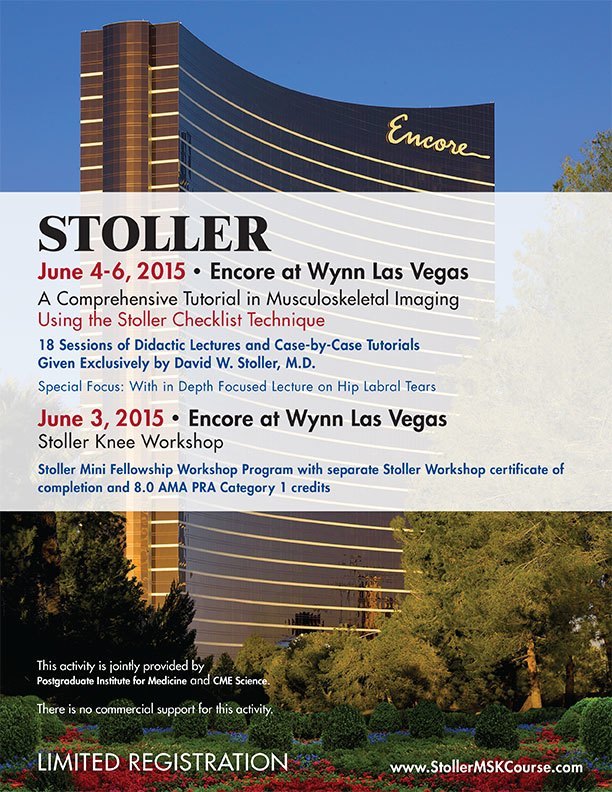 Encore
STOLLER
June 4-6, 2015 • Encore at Wynn Las Vegas
A Comprehensive Tutorial in Musculoskeletal Imaging
Using the Stoller Checklist Technique
18 Sessions of Didactic Lectures and Case-by-Case Tutorials
Given Exclusively by David W. Stoller, M.D.
Special Focus: With in Depth Focused Lecture on Hip Labral Tears
June 3, 2015 • Encore at Wynn Las Vegas
Stoller Knee Workshop
Stoller Mini Fellowship Workshop Program with separate Stoller Workshop certificate of
completion and 8.0 AMA PRA Category 1 credits
This activity is jointly provided by
Postgraduate Institute for Medicine and CME Science.
There is no commercial support for this activity.
LIMITED REGISTRATION
www.StollerMSKCourse.com